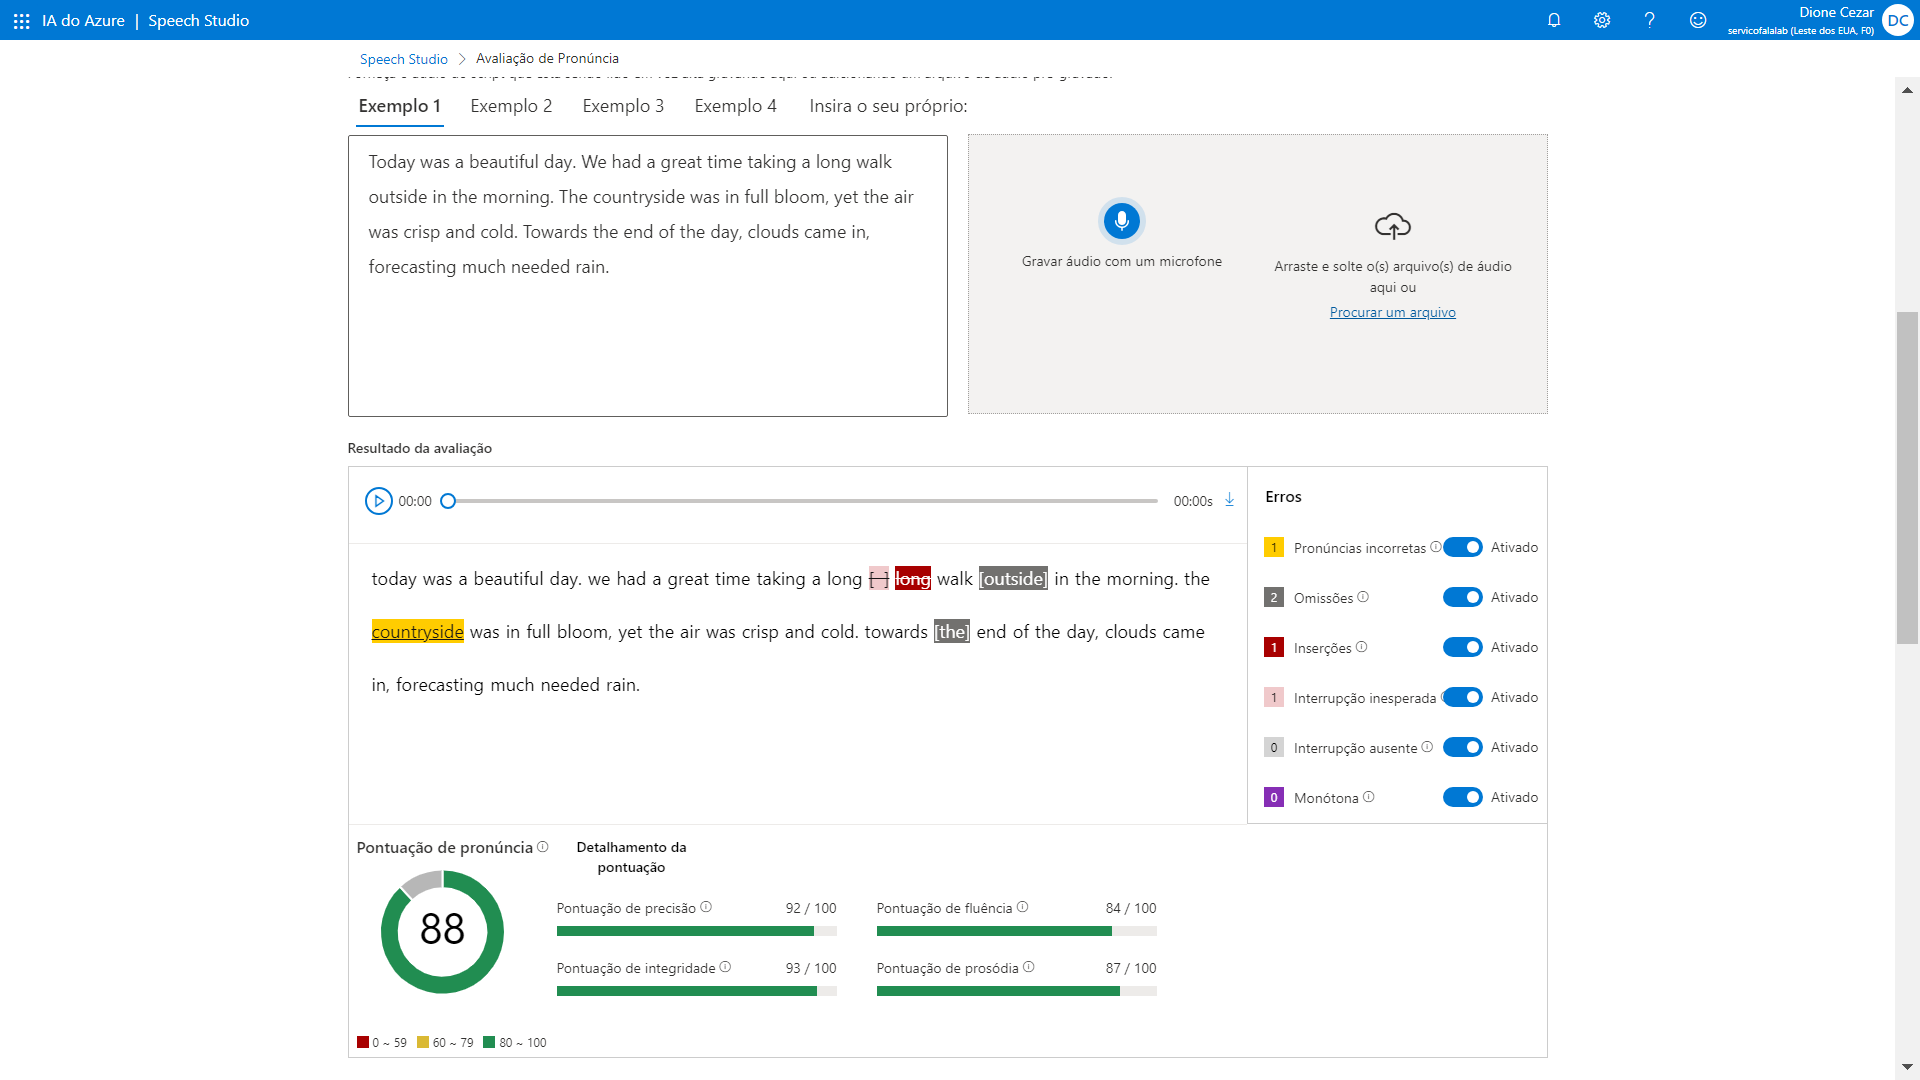 IA do Azure | Speech Studio
Dione Cezar
servicofalalab (Leste dos EUA, F0)
DC
Speech Studio > Avaliação de Pronúncia
Exemplo 1 Exemplo 2 Exemplo 3 Exemplo 4 Insira o seu próprio:
Today was a beautiful day. We had a great time taking a long walk
outside in the morning. The countryside was in full bloom, yet the air
was crisp and cold. Towards the end of the day, clouds came in,
forecasting much needed rain.
Gravar áudio com um microfone
Arraste e solte o(s) arquivo(s) de áudio
aqui ou
Procurar um arquivo
Resultado da avaliação
00:00 00:00s
today was a beautiful day. we had a great time taking a long [ ] long walk [outside] in the morning. the
countryside was in full bloom, yet the air was crisp and cold. towards [the] end of the day, clouds came
in, forecasting much needed rain.
Erros
1 Pronúncias incorretas Ativado
2 Omissões Ativado
1 Inserções Ativado
1 Interrupção inesperada Ativado
0 Interrupção ausente Ativado
0 Monótona Ativado
Pontuação de pronúncia
88
Detalhamento da
pontuação
Pontuação de precisão 92 / 100
Pontuação de fluência 84 / 100
Pontuação de integridade 93 / 100
Pontuação de prosódia 87 / 100
0 ~ 59 60 ~ 79 80 ~ 100